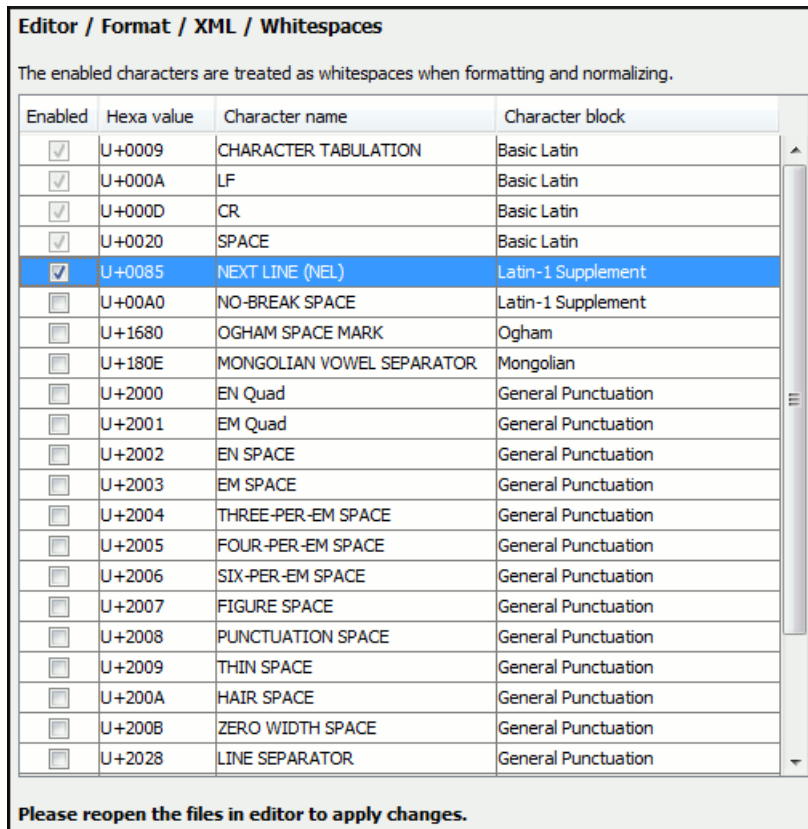 Editor / Format / XML / Whitespaces
The enabled characters are treated as whitespaces when formatting and normalizing.
Enabled Hexa value Character name Character block
U+0009 CHARACTER TABULATION Basic Latin
U+000A LF Basic Latin
U+000D CR Basic Latin
U+0020 SPACE Basic Latin
U+0085 NEXT LINE (NEL) Latin-1 Supplement
U+00A0 NO-BREAK SPACE Latin-1 Supplement
U+1680 OGHAM SPACE MARK Ogham
U+180E MONGOLIAN VOWEL SEPARATOR Mongolian
U+2000 EN Quad General Punctuation
U+2001 EM Quad General Punctuation
U+2002 EN SPACE General Punctuation
U+2003 EM SPACE General Punctuation
U+2004 THREE-PER-EM SPACE General Punctuation
U+2005 FOUR-PER-EM SPACE General Punctuation
U+2006 SIX-PER-EM SPACE General Punctuation
U+2007 FIGURE SPACE General Punctuation
U+2008 PUNCTUATION SPACE General Punctuation
U+2009 THIN SPACE General Punctuation
U+200A HAIR SPACE General Punctuation
U+200B ZERO WIDTH SPACE General Punctuation
U+2028 LINE SEPARATOR General Punctuation
Please reopen the files in editor to apply changes.